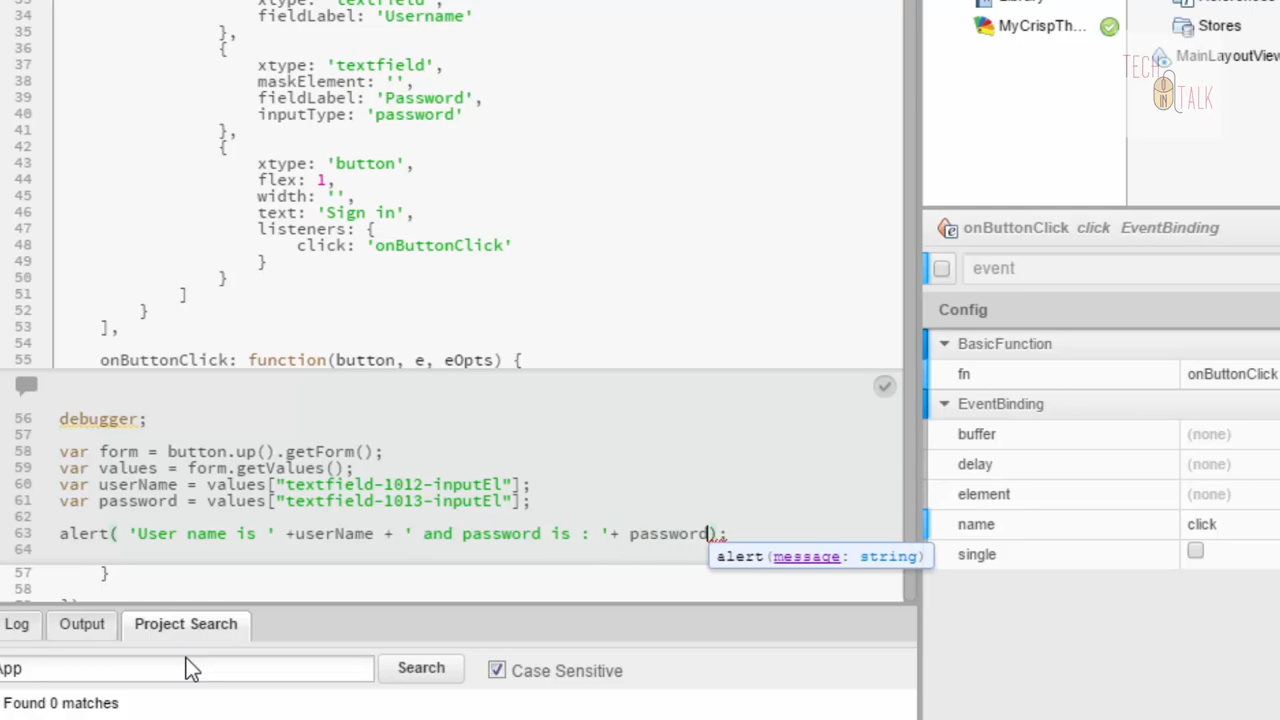 33 xtype: 'textfield',
34 fieldLabel: 'Username'
35 },
36 {
37 xtype: 'textfield',
38 maskElement: '',
39 fieldLabel: 'Password',
40 inputType: 'password'
41 },
42 {
43 xtype: 'button',
44 flex: 1,
45 width: '',
46 text: 'Sign in',
47 listeners: {
48 click: 'onButtonClick'
49 }
50 }
51 ]
52 }
53 ],
54
55 onButtonClick: function(button, e, eOpts) {
56 debugger;
57
58 var form = button.up().getForm();
59 var values = form.getValues();
60 var userName = values["textfield-1012-inputEl"];
61 var password = values["textfield-1013-inputEl"];
62
63 alert( 'User name is ' +userName + ' and password is : '+ password);
alert(message: string)
64
57 }
58
Log
Output
Project Search
App
Search
Case Sensitive
Found 0 matches
Library
MyCrispTh...
References
Stores
MainLayoutView
TECH
IN
TALK
onButtonClick click EventBinding
event
Config
BasicFunction
fn onButtonClick
EventBinding
buffer (none)
delay (none)
element (none)
name click
single